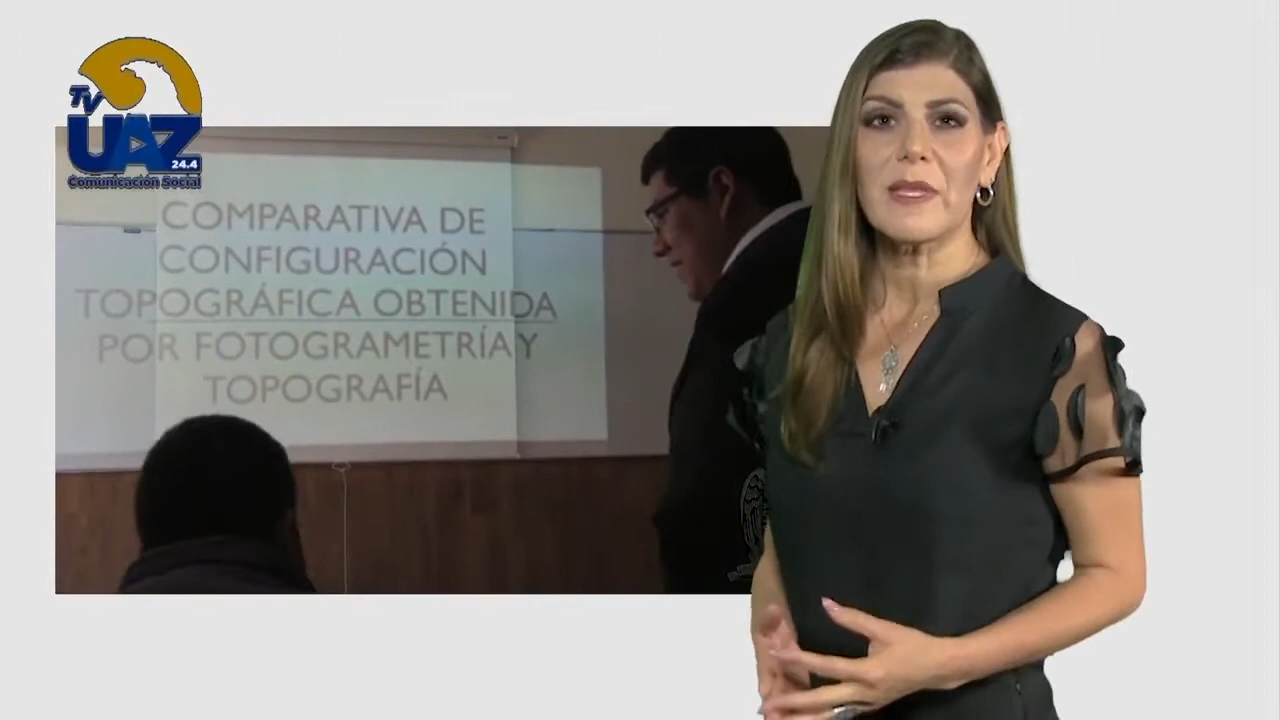 TV
UAZ
24.4
Comunicación Social
COMPARATIVA DE
CONFIGURACIÓN
TOPOGRÁFICA OBTENIDA
POR FOTOGRAMETRÍA Y
TOPOGRAFÍA